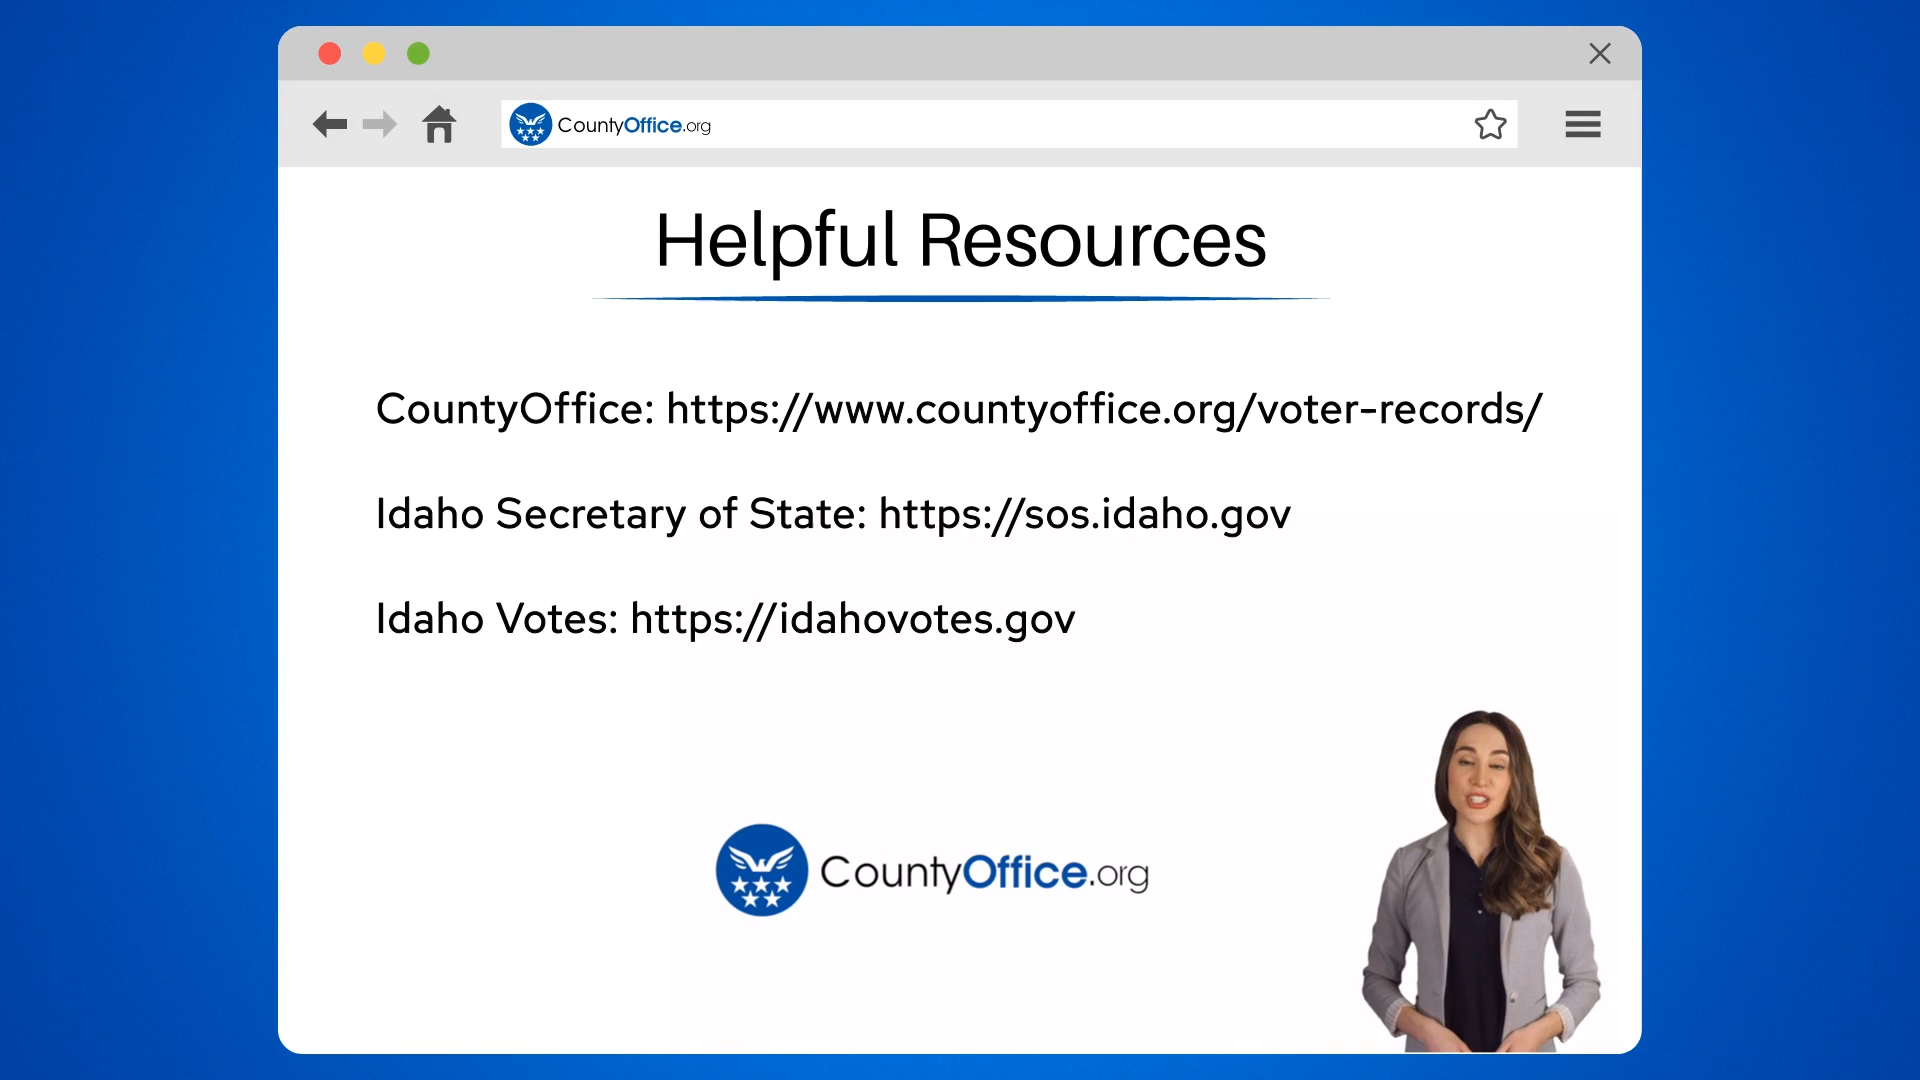 CountyOffice.org
Helpful Resources
CountyOffice: https://www.countyoffice.org/voter-records/
Idaho Secretary of State: https://sos.idaho.gov
Idaho Votes: https://idahovotes.gov
CountyOffice.org